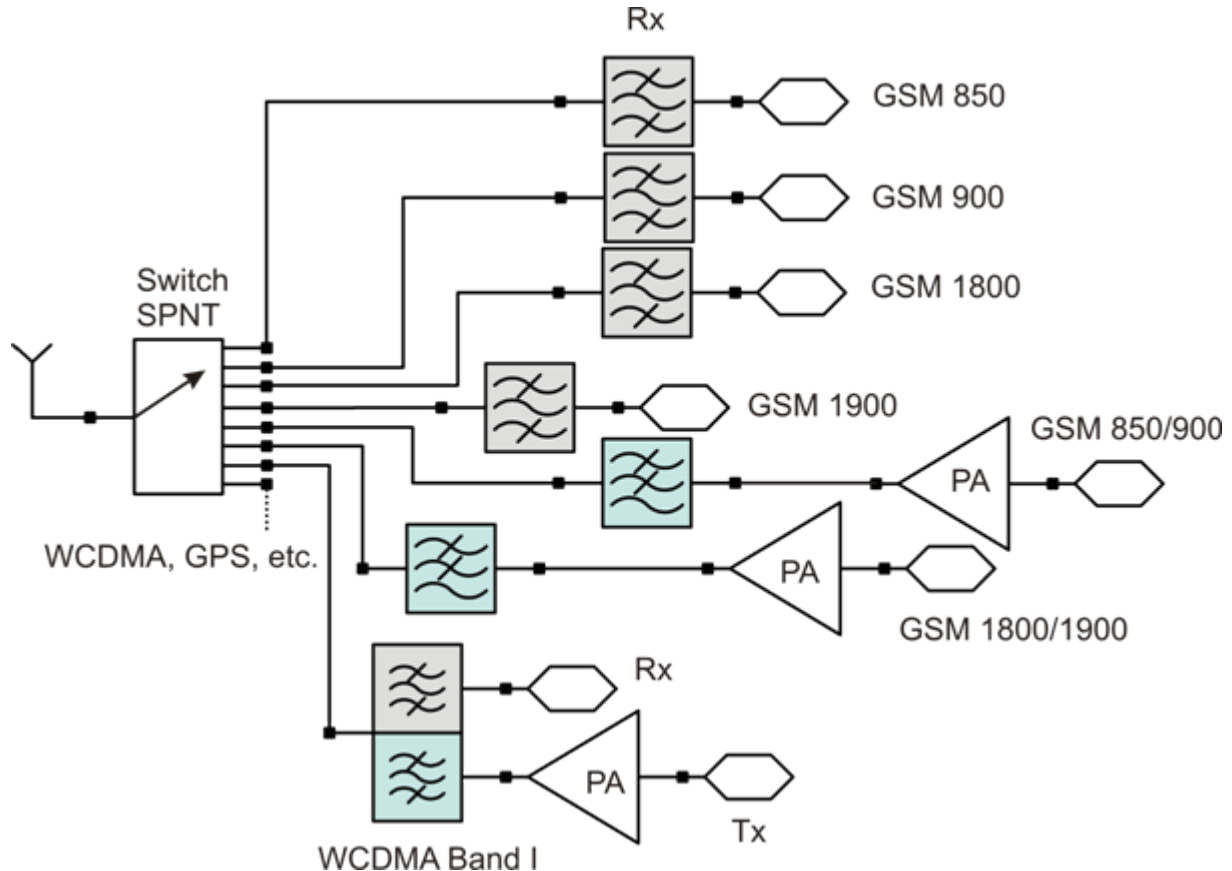 Rx
GSM 850
GSM 900
Switch
SPNT
GSM 1800
GSM 1900
GSM 850/900
PA
WCDMA, GPS, etc.
PA
GSM 1800/1900
Rx
PA
Tx
WCDMA Band I